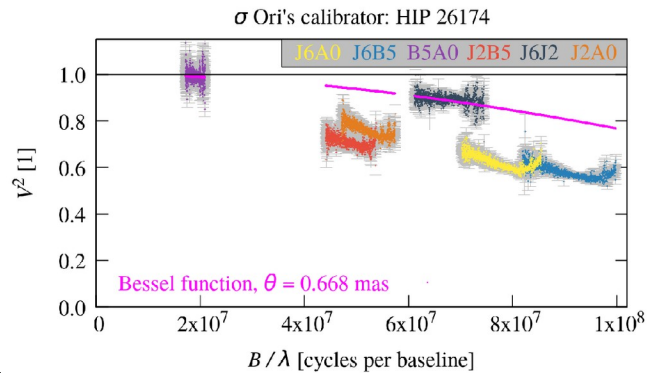 σ Ori's calibrator: HIP 26174
J6A0 J6B5 B5A0 J2B5 J6J2 J2A0
1.0
0.8
0.6
0.4
0.2
0.0
V² [1]
Bessel function, θ = 0.668 mas
0 2x10⁷ 4x10⁷ 6x10⁷ 8x10⁷ 1x10⁸
B / λ [cycles per baseline]